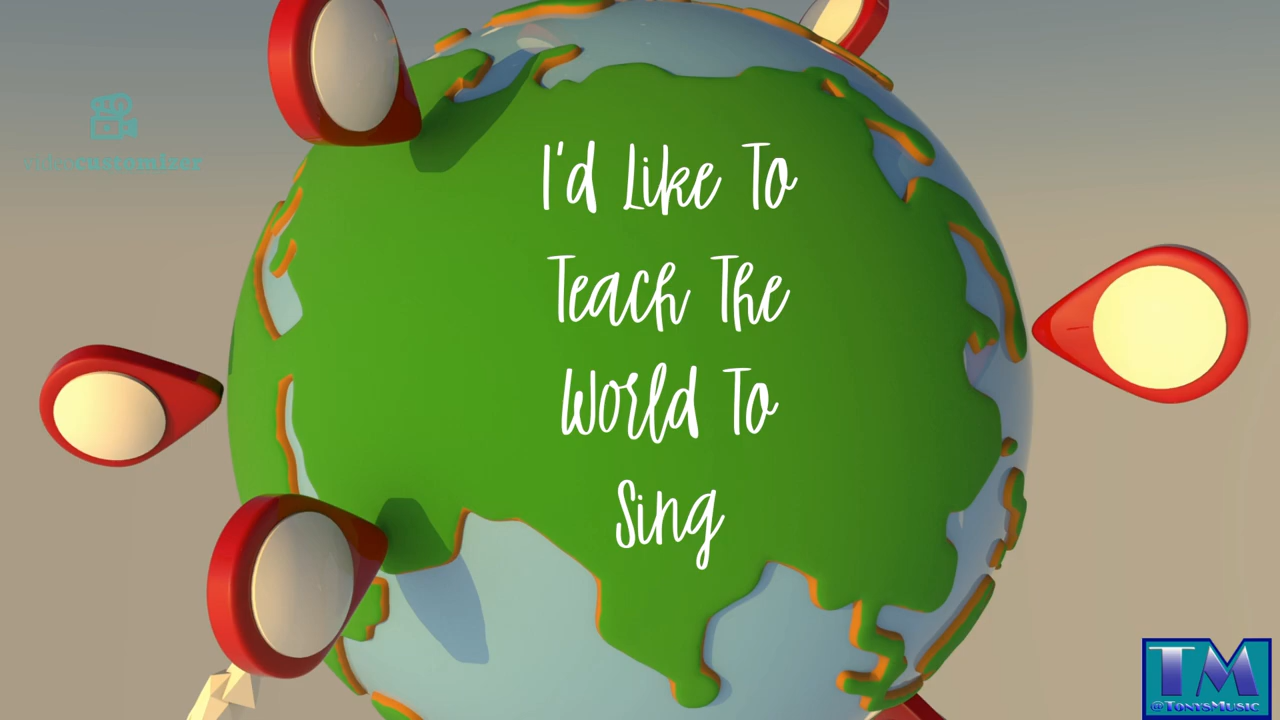 I'd Like To
Teach The
World To
Sing
customizer
TM
@TonysMusic